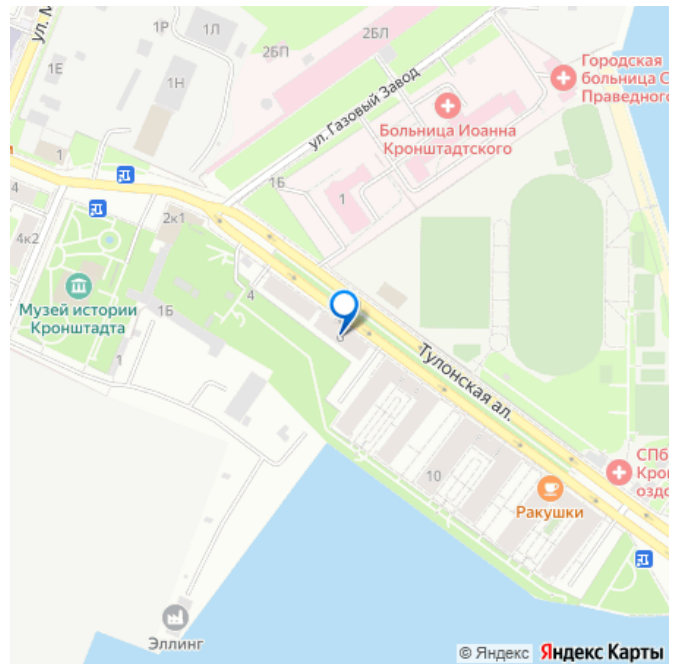 ул. М
1Р
1Л
2БП
2БЛ
1Е
1Н
Городская
больница С
Праведного
ул. Газовый Завод
Больница Иоанна
Кронштадтского
и
1
4
4к2
2к1
1Б
1
Музей истории
Кронштадта
1Б
4
1
Тулонская ал.
10
Ракушки
СПб
Кро
оздо
Эллинг
© Яндекс Яндекс Карты